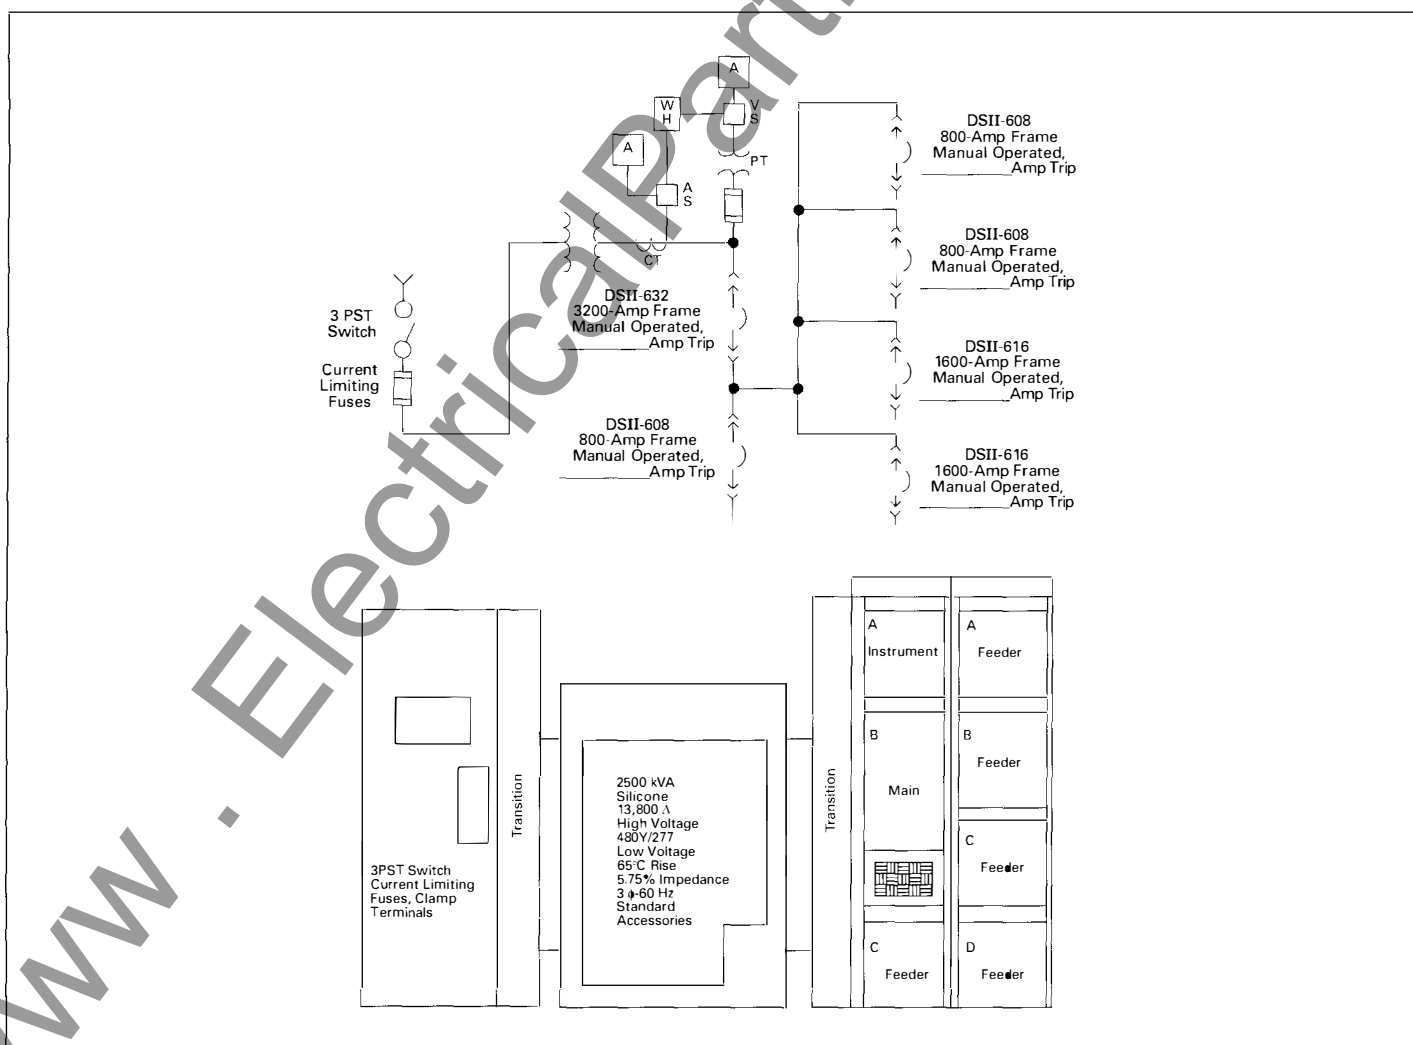 A
W
H
V
S
A
PT
A
S
CT
DSII-608
800-Amp Frame
Manual Operated,
Amp Trip
DSII-608
800-Amp Frame
Manual Operated,
Amp Trip
3 PST
Switch
Current
Limiting
Fuses
DSII-632
3200-Amp Frame
Manual Operated,
Amp Trip
DSII-616
1600-Amp Frame
Manual Operated,
Amp Trip
DSII-608
800-Amp Frame
Manual Operated,
Amp Trip
DSII-616
1600-Amp Frame
Manual Operated,
Amp Trip
3PST Switch
Current Limiting
Fuses, Clamp
Terminals
Transition
2500 kVA
Silicone
13,800 Δ
High Voltage
480Y/277
Low Voltage
65°C Rise
5.75% Impedance
3 ϕ-60 Hz
Standard
Accessories
Transition
A
Instrument
B
Main
C
Feeder
A
Feeder
B
Feeder
C
Feeder
D
Feeder
ww . ElectricalPart